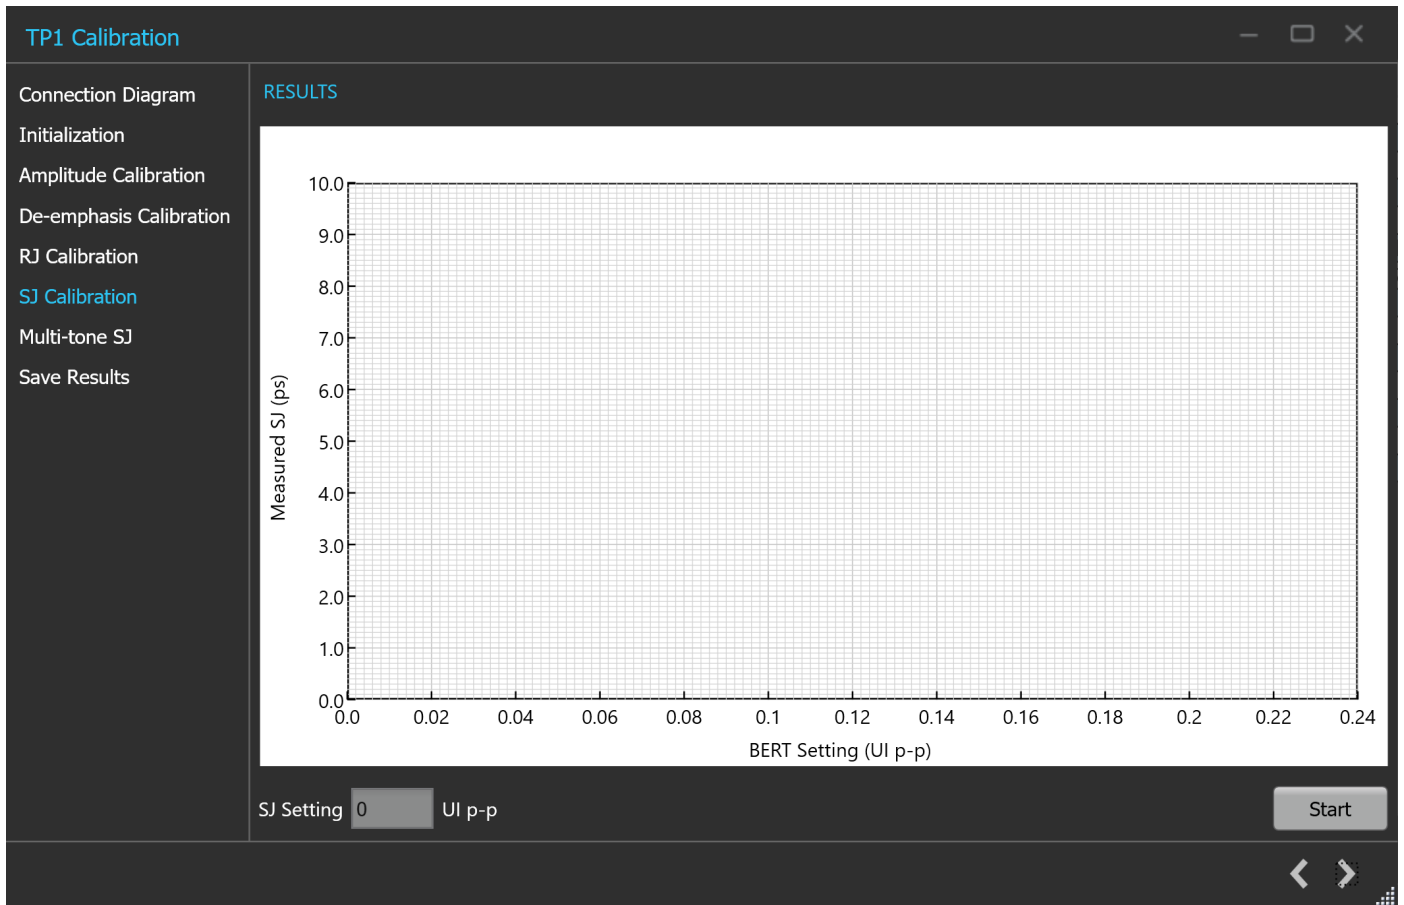 TP1 Calibration
Connection Diagram
Initialization
Amplitude Calibration
De-emphasis Calibration
RJ Calibration
SJ Calibration
Multi-tone SJ
Save Results
RESULTS
10.0
9.0
8.0
7.0
6.0
5.0
4.0
3.0
2.0
1.0
0.0
Measured SJ (ps)
0.0 0.02 0.04 0.06 0.08 0.1 0.12 0.14 0.16 0.18 0.2 0.22 0.24
BERT Setting (UI p-p)
SJ Setting 0 UI p-p
Start